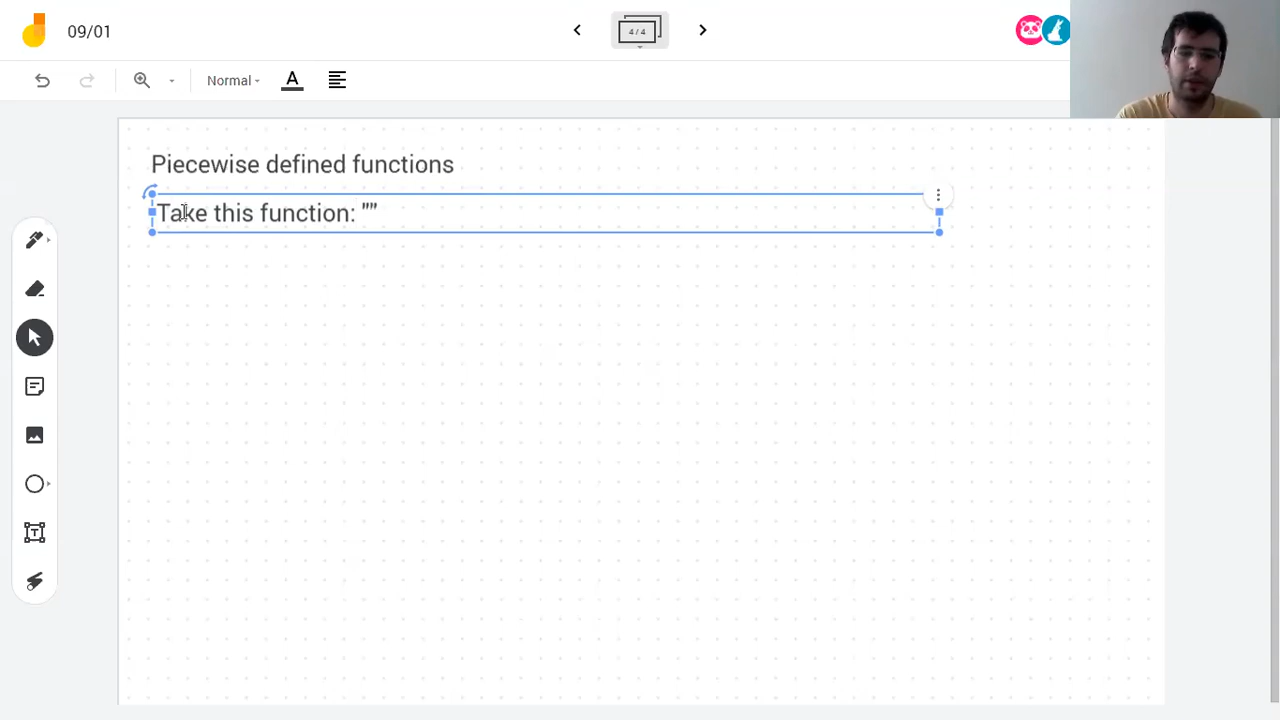 09/01
4 / 4
Normal
A
Piecewise defined functions
Take this function: ""
T